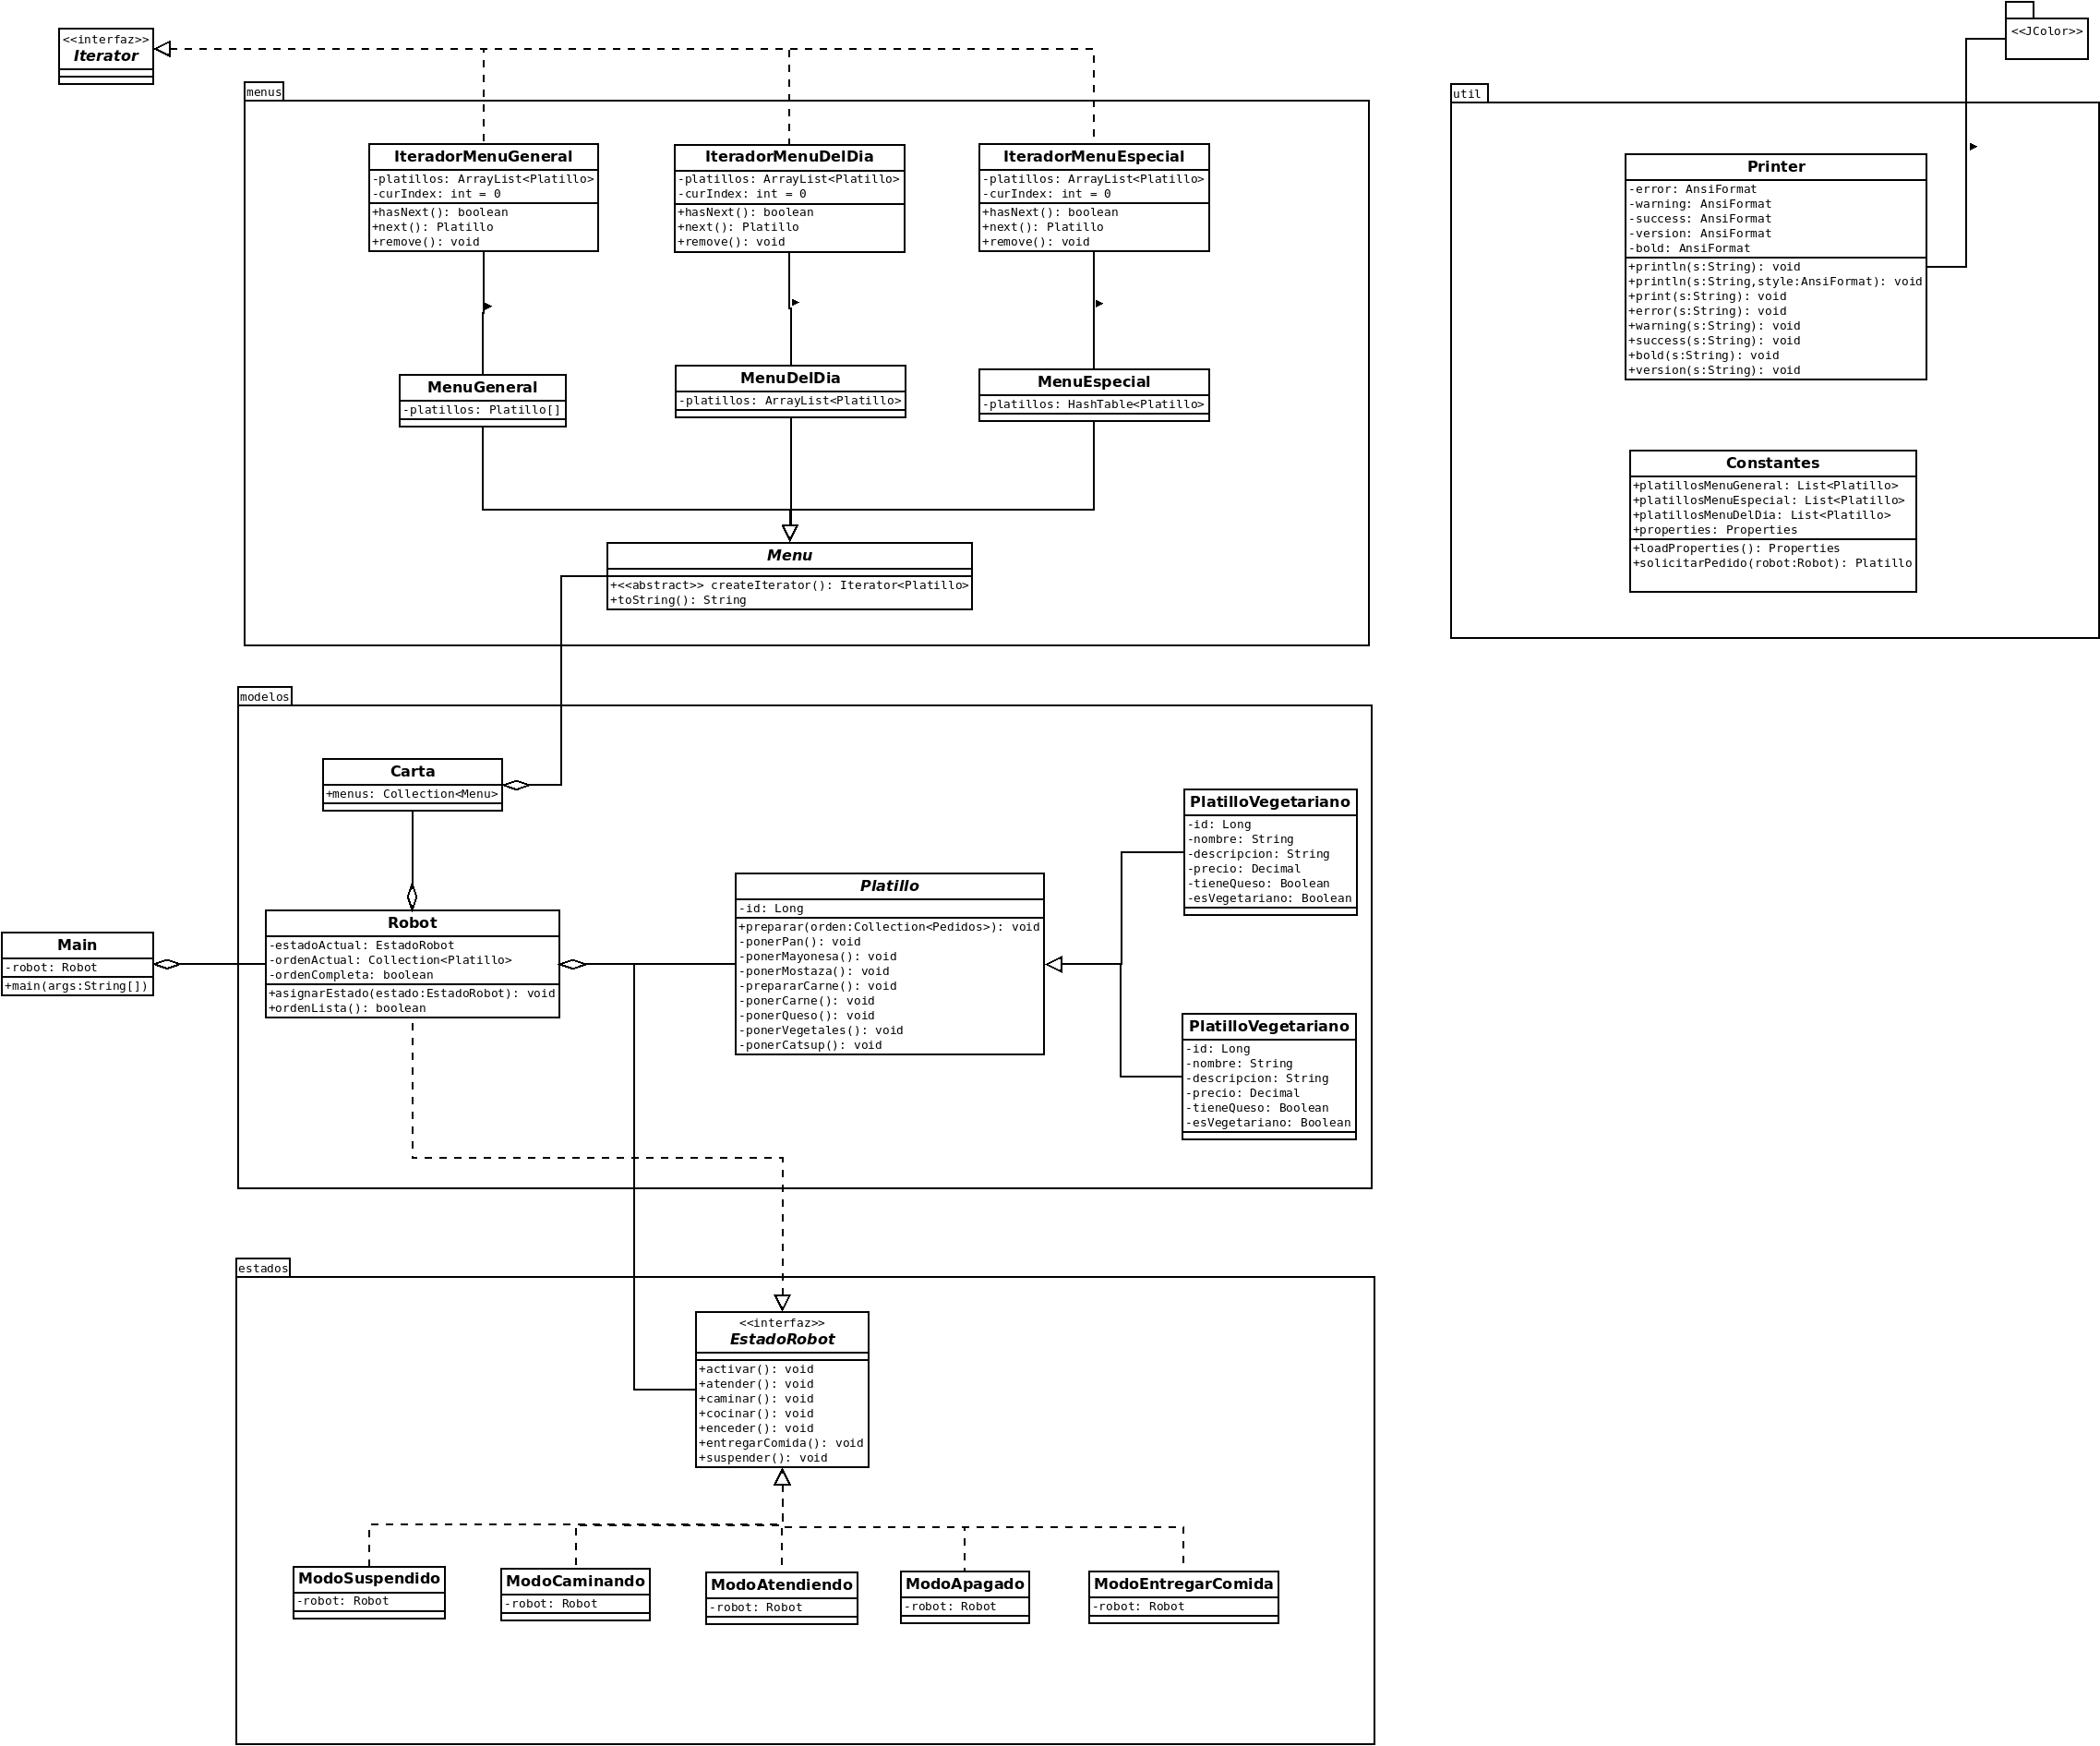 <<interfaz>>
Iterator
<<JColor>>
menus
IteradorMenuGeneral
-platillos: ArrayList<Platillo>
-curIndex: int = 0
+hasNext(): boolean
+next(): Platillo
+remove(): void
IteradorMenuDelDia
-platillos: ArrayList<Platillo>
-curIndex: int = 0
+hasNext(): boolean
+next(): Platillo
+remove(): void
IteradorMenuEspecial
-platillos: ArrayList<Platillo>
-curIndex: int = 0
+hasNext(): boolean
+next(): Platillo
+remove(): void
MenuGeneral
-platillos: Platillo[]
MenuDelDia
-platillos: ArrayList<Platillo>
MenuEspecial
-platillos: HashTable<Platillo>
Menu
+<<abstract>> createIterator(): Iterator<Platillo>
+toString(): String
util
Printer
-error: AnsiFormat
-warning: AnsiFormat
-success: AnsiFormat
-version: AnsiFormat
-bold: AnsiFormat
+println(s:String): void
+println(s:String,style:AnsiFormat): void
+print(s:String): void
+error(s:String): void
+warning(s:String): void
+success(s:String): void
+bold(s:String): void
+version(s:String): void
Constantes
+platillosMenuGeneral: List<Platillo>
+platillosMenuEspecial: List<Platillo>
+platillosMenuDelDia: List<Platillo>
+properties: Properties
+loadProperties(): Properties
+solicitarPedido(robot:Robot): Platillo
modelos
Carta
+menus: Collection<Menu>
Main
-robot: Robot
+main(args:String[])
Robot
-estadoActual: EstadoRobot
-ordenActual: Collection<Platillo>
-ordenCompleta: boolean
+asignarEstado(estado:EstadoRobot): void
+ordenLista(): boolean
Platillo
-id: Long
+preparar(orden:Collection<Pedidos>): void
-ponerPan(): void
-ponerMayonesa(): void
-ponerMostaza(): void
-prepararCarne(): void
-ponerCarne(): void
-ponerQueso(): void
-ponerVegetales(): void
-ponerCatsup(): void
PlatilloVegetariano
-id: Long
-nombre: String
-descripcion: String
-precio: Decimal
-tieneQueso: Boolean
-esVegetariano: Boolean
PlatilloVegetariano
-id: Long
-nombre: String
-descripcion: String
-precio: Decimal
-tieneQueso: Boolean
-esVegetariano: Boolean
estados
<<interfaz>>
EstadoRobot
+activar(): void
+atender(): void
+caminar(): void
+cocinar(): void
+enceder(): void
+entregarComida(): void
+suspender(): void
ModoSuspendido
-robot: Robot
ModoCaminando
-robot: Robot
ModoAtendiendo
-robot: Robot
ModoApagado
-robot: Robot
ModoEntregarComida
-robot: Robot